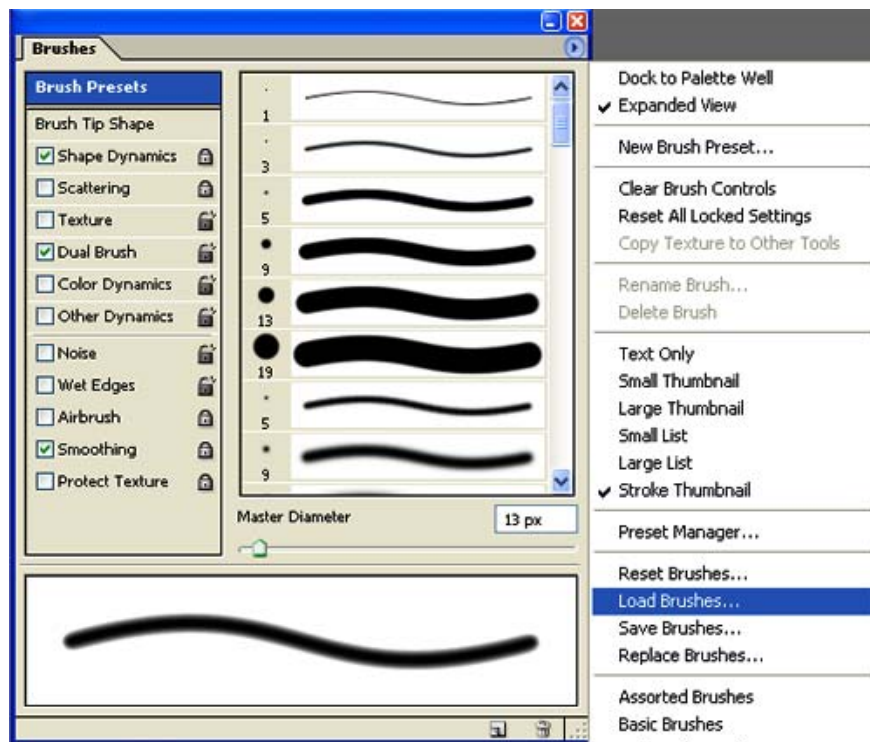 Brushes
Brush Presets
Brush Tip Shape
Shape Dynamics
Scattering
Texture
Dual Brush
Color Dynamics
Other Dynamics
Noise
Wet Edges
Airbrush
Smoothing
Protect Texture
1
3
5
9
13
19
5
9
Master Diameter
13 px
Dock to Palette Well
Expanded View
New Brush Preset...
Clear Brush Controls
Reset All Locked Settings
Copy Texture to Other Tools
Rename Brush...
Delete Brush
Text Only
Small Thumbnail
Large Thumbnail
Small List
Large List
Stroke Thumbnail
Preset Manager...
Reset Brushes...
Load Brushes...
Save Brushes...
Replace Brushes...
Assorted Brushes
Basic Brushes